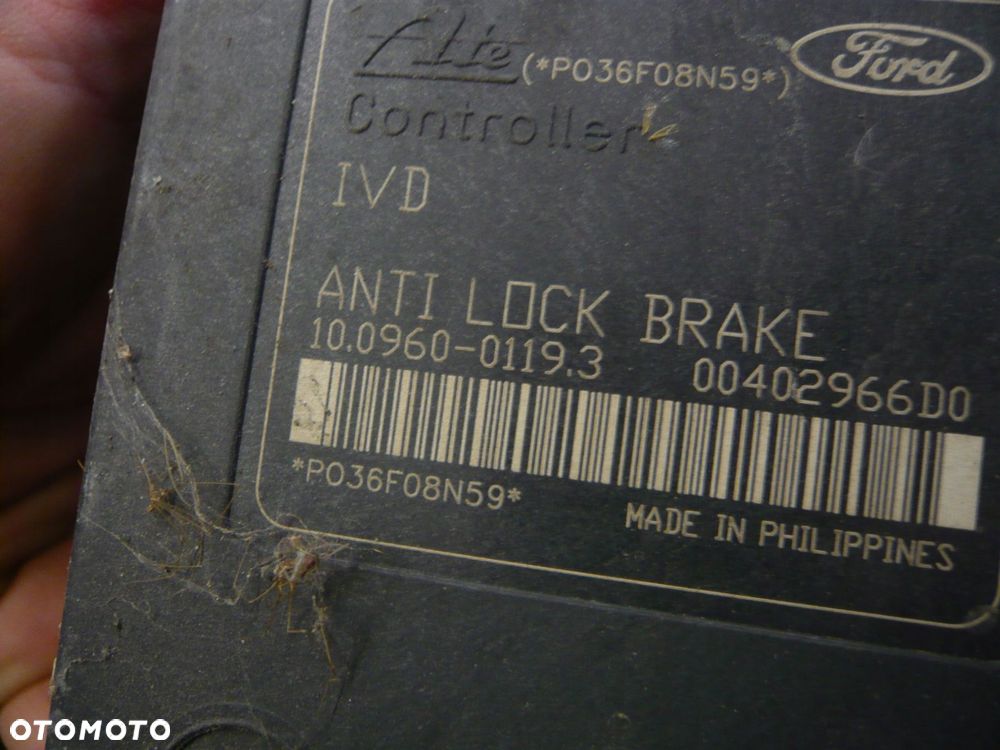 Ate
(*P036F08N59*)
Ford
Controller
IVD
ANTI LOCK BRAKE
10.0960-0119.3 00402966D0
*P036F08N59*
MADE IN PHILIPPINES
OTOMOTO